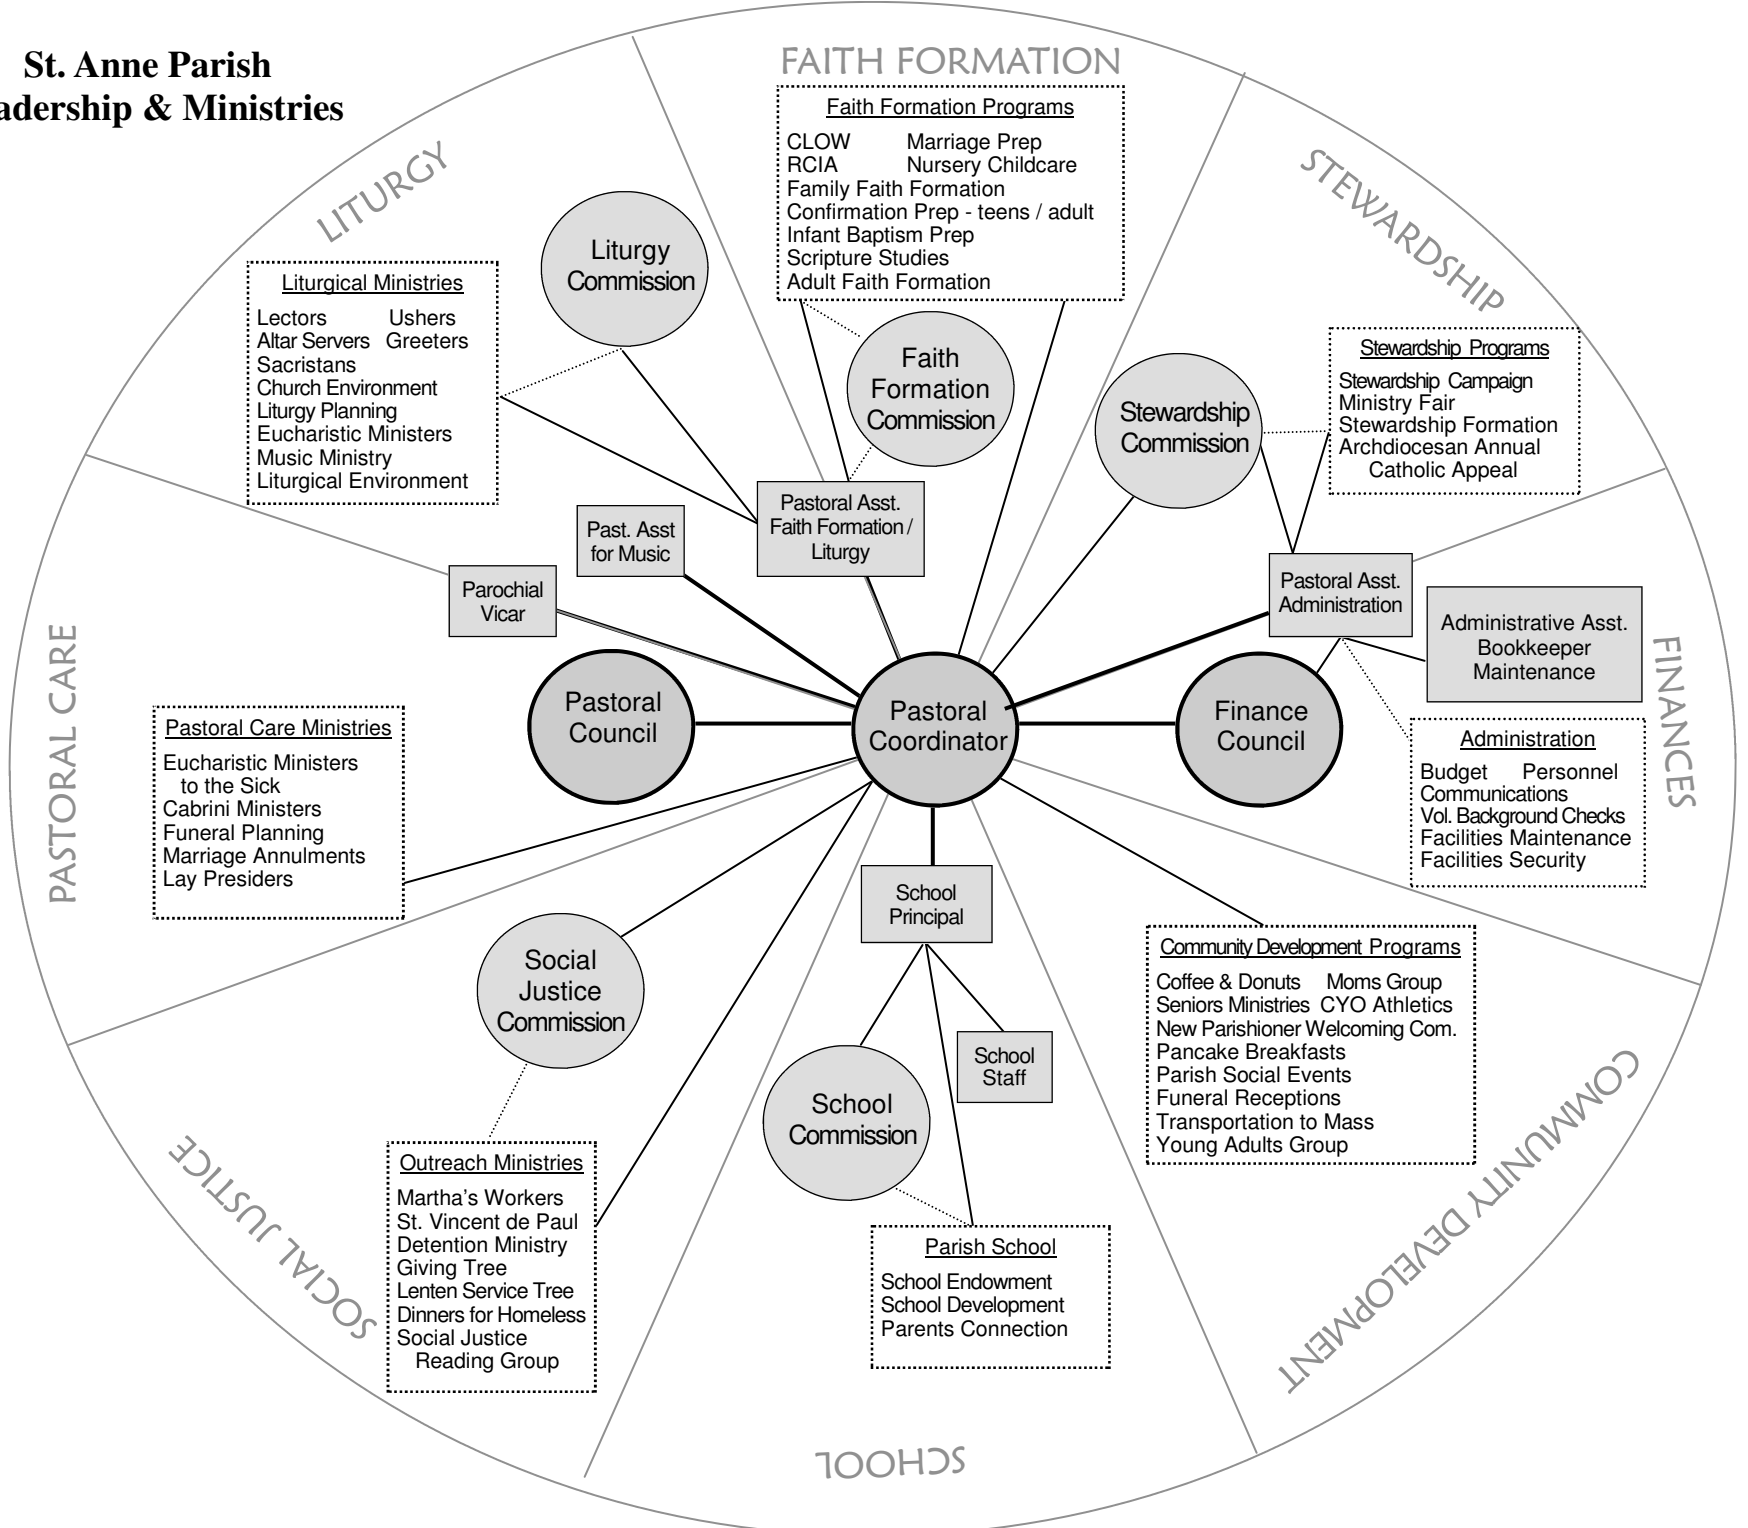 St. Anne Parish
adership & Ministries
FAITH FORMATION
Faith Formation Programs
CLOW Marriage Prep
RCIA Nursery Childcare
Family Faith Formation
Confirmation Prep - teens / adult
Infant Baptism Prep
Scripture Studies
Adult Faith Formation
LITURGY
Liturgy
Commission
Liturgical Ministries
Lectors Ushers
Altar Servers Greeters
Sacristans
Church Environment
Liturgy Planning
Eucharistic Ministers
Music Ministry
Liturgical Environment
Faith
Formation
Commission
STEWARDSHIP
Stewardship
Commission
Stewardship Programs
Stewardship Campaign
Ministry Fair
Stewardship Formation
Archdiocesan Annual
Catholic Appeal
Pastoral Asst.
Faith Formation /
Liturgy
Past. Asst
for Music
Parochial
Vicar
Pastoral Asst.
Administration
Administrative Asst.
Bookkeeper
Maintenance
FINANCES
PASTORAL CARE
Pastoral
Council
Pastoral
Coordinator
Finance
Council
Pastoral Care Ministries
Eucharistic Ministers
to the Sick
Cabrini Ministers
Funeral Planning
Marriage Annulments
Lay Presiders
Administration
Budget Personnel
Communications
Vol. Background Checks
Facilities Maintenance
Facilities Security
School
Principal
Social
Justice
Commission
School
Staff
School
Commission
Community Development Programs
Coffee & Donuts Moms Group
Seniors Ministries CYO Athletics
New Parishioner Welcoming Com.
Pancake Breakfasts
Parish Social Events
Funeral Receptions
Transportation to Mass
Young Adults Group
COMMUNITY DEVELOPMENT
SOCIAL JUSTICE
Outreach Ministries
Martha's Workers
St. Vincent de Paul
Detention Ministry
Giving Tree
Lenten Service Tree
Dinners for Homeless
Social Justice
Reading Group
Parish School
School Endowment
School Development
Parents Connection
SCHOOL